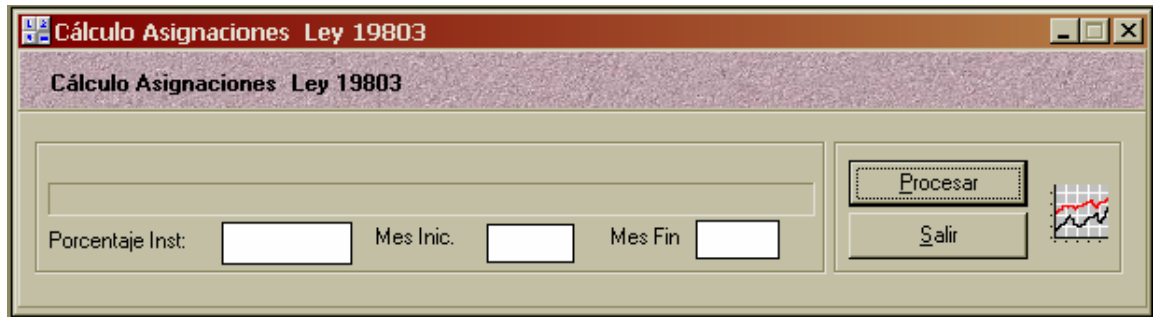 Cálculo Asignaciones Ley 19803
Cálculo Asignaciones Ley 19803
Procesar
Porcentaje Inst:
Mes Inic.
Mes Fin
Salir